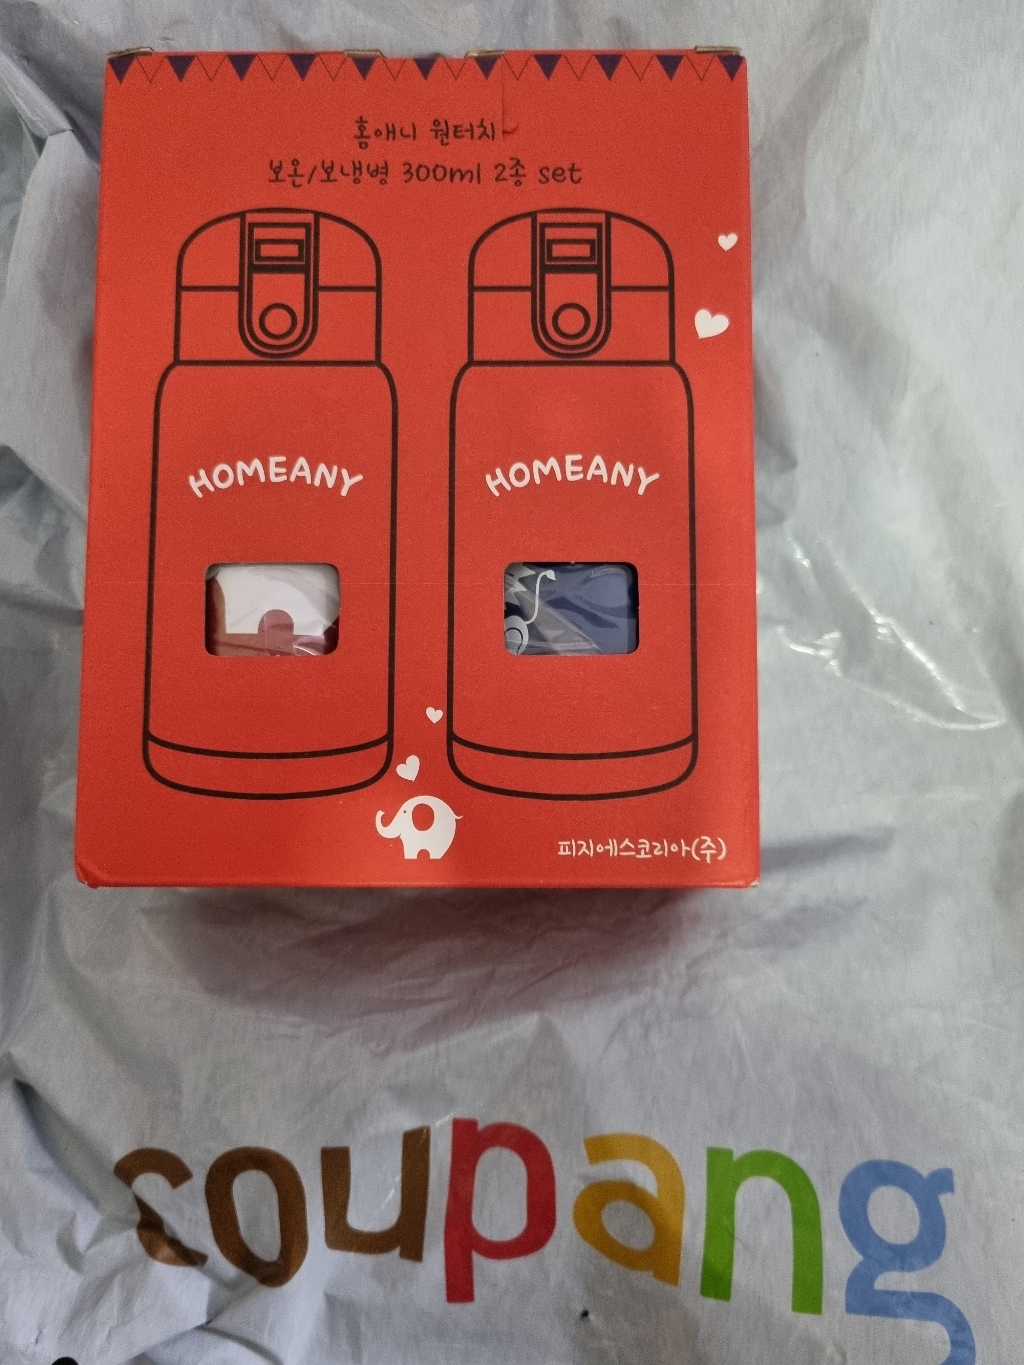 홈애니 원터치
보온/보냉병 300ml 2종 set
HOMEANY
HOMEANY
피지에스코리아(주)
coupang